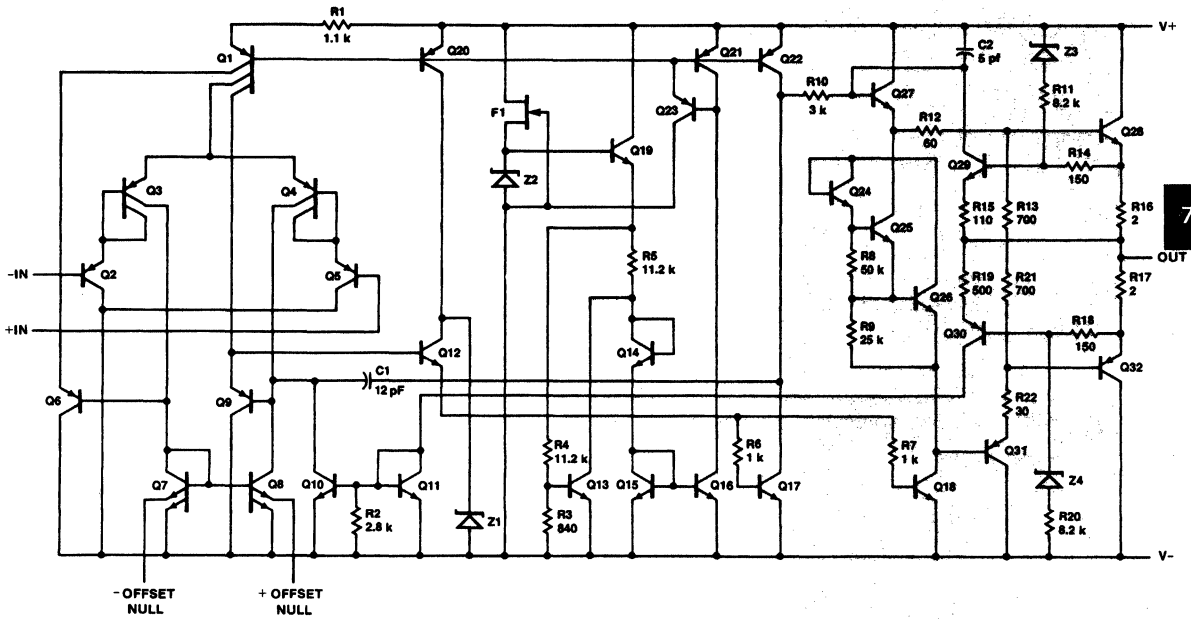 R1
1.1 k
V+
Q1
Q20
Q21
Q22
C2
5 pf
Z3
R10
3 k
Q27
R11
8.2 k
F1
Q23
R12
60
Q28
Q19
Q29
R14
150
Z2
Q3
Q4
Q24
R15
110
R13
700
R16
2
7
Q25
R5
11.2 k
R8
50 k
OUT
-IN
Q2
Q5
Q26
R19
500
R21
700
R17
2
+IN
R9
25 k
Q30
R18
150
Q12
Q14
Q32
C1
12 pF
Q6
Q9
R22
30
R4
11.2 k
R6
1 k
R7
1 k
Q31
Q7
Q8
Q10
Q11
Q13
Q15
Q16
Q17
Q18
Z4
R2
2.8 k
Z1
R3
840
R20
8.2 k
V-
- OFFSET
NULL
+ OFFSET
NULL